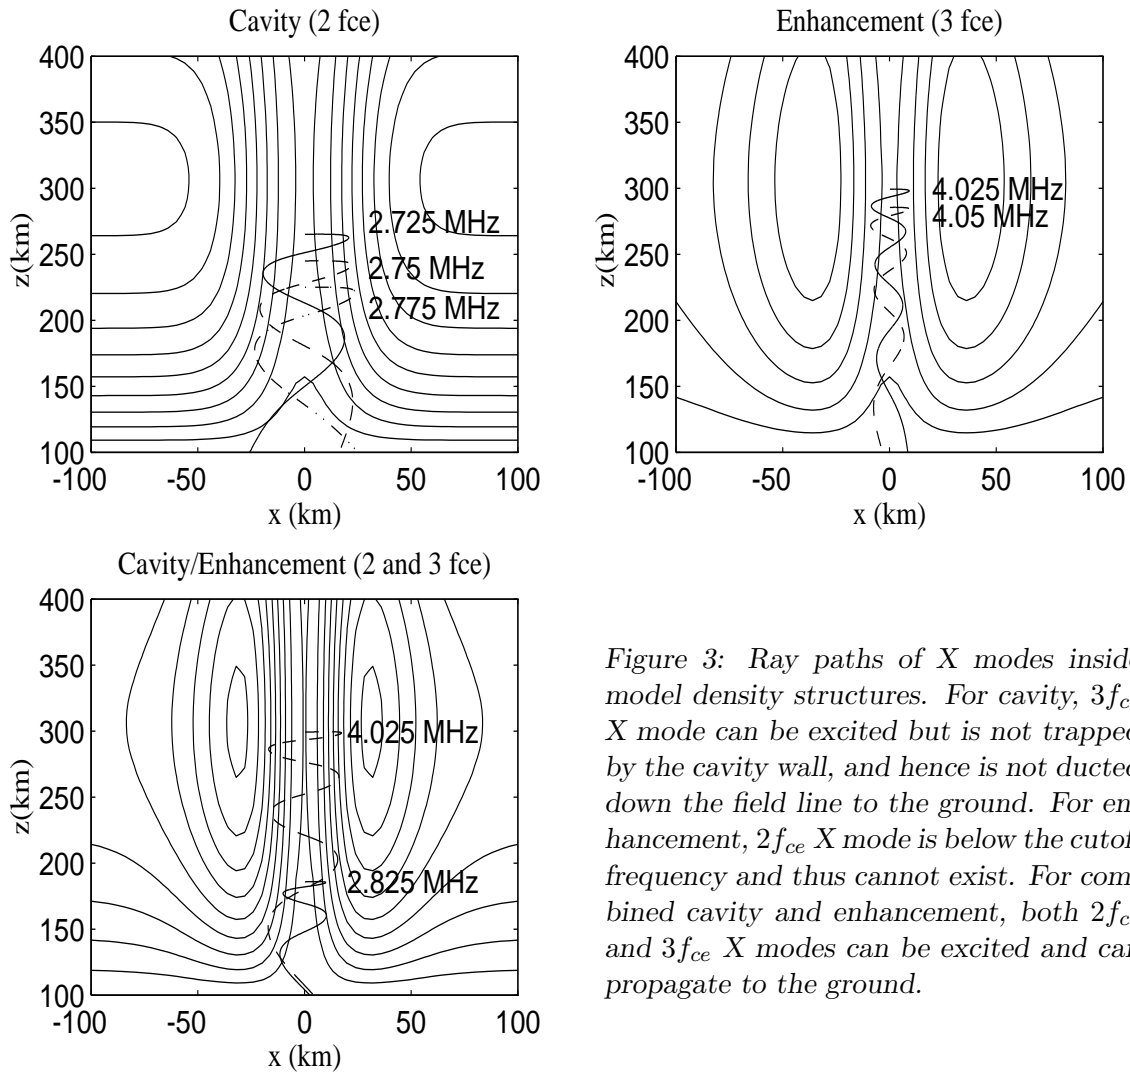 Cavity (2 fce)
400
350
300
250
200
150
100
z(km)
2.725 MHz
2.75 MHz
2.775 MHz
-100 -50 0 50 100
x (km)
Enhancement (3 fce)
400
350
300
250
200
150
100
z(km)
4.025 MHz
4.05 MHz
-100 -50 0 50 100
x (km)
Cavity/Enhancement (2 and 3 fce)
400
350
300
250
200
150
100
z(km)
4.025 MHz
2.825 MHz
-100 -50 0 50 100
x (km)
Figure 3: Ray paths of X modes inside
model density structures. For cavity, 3f_c
X mode can be excited but is not trapped
by the cavity wall, and hence is not ducted
down the field line to the ground. For en
hancement, 2f_ce X mode is below the cutof
frequency and thus cannot exist. For com
bined cavity and enhancement, both 2f_c
and 3f_ce X modes can be excited and can
propagate to the ground.